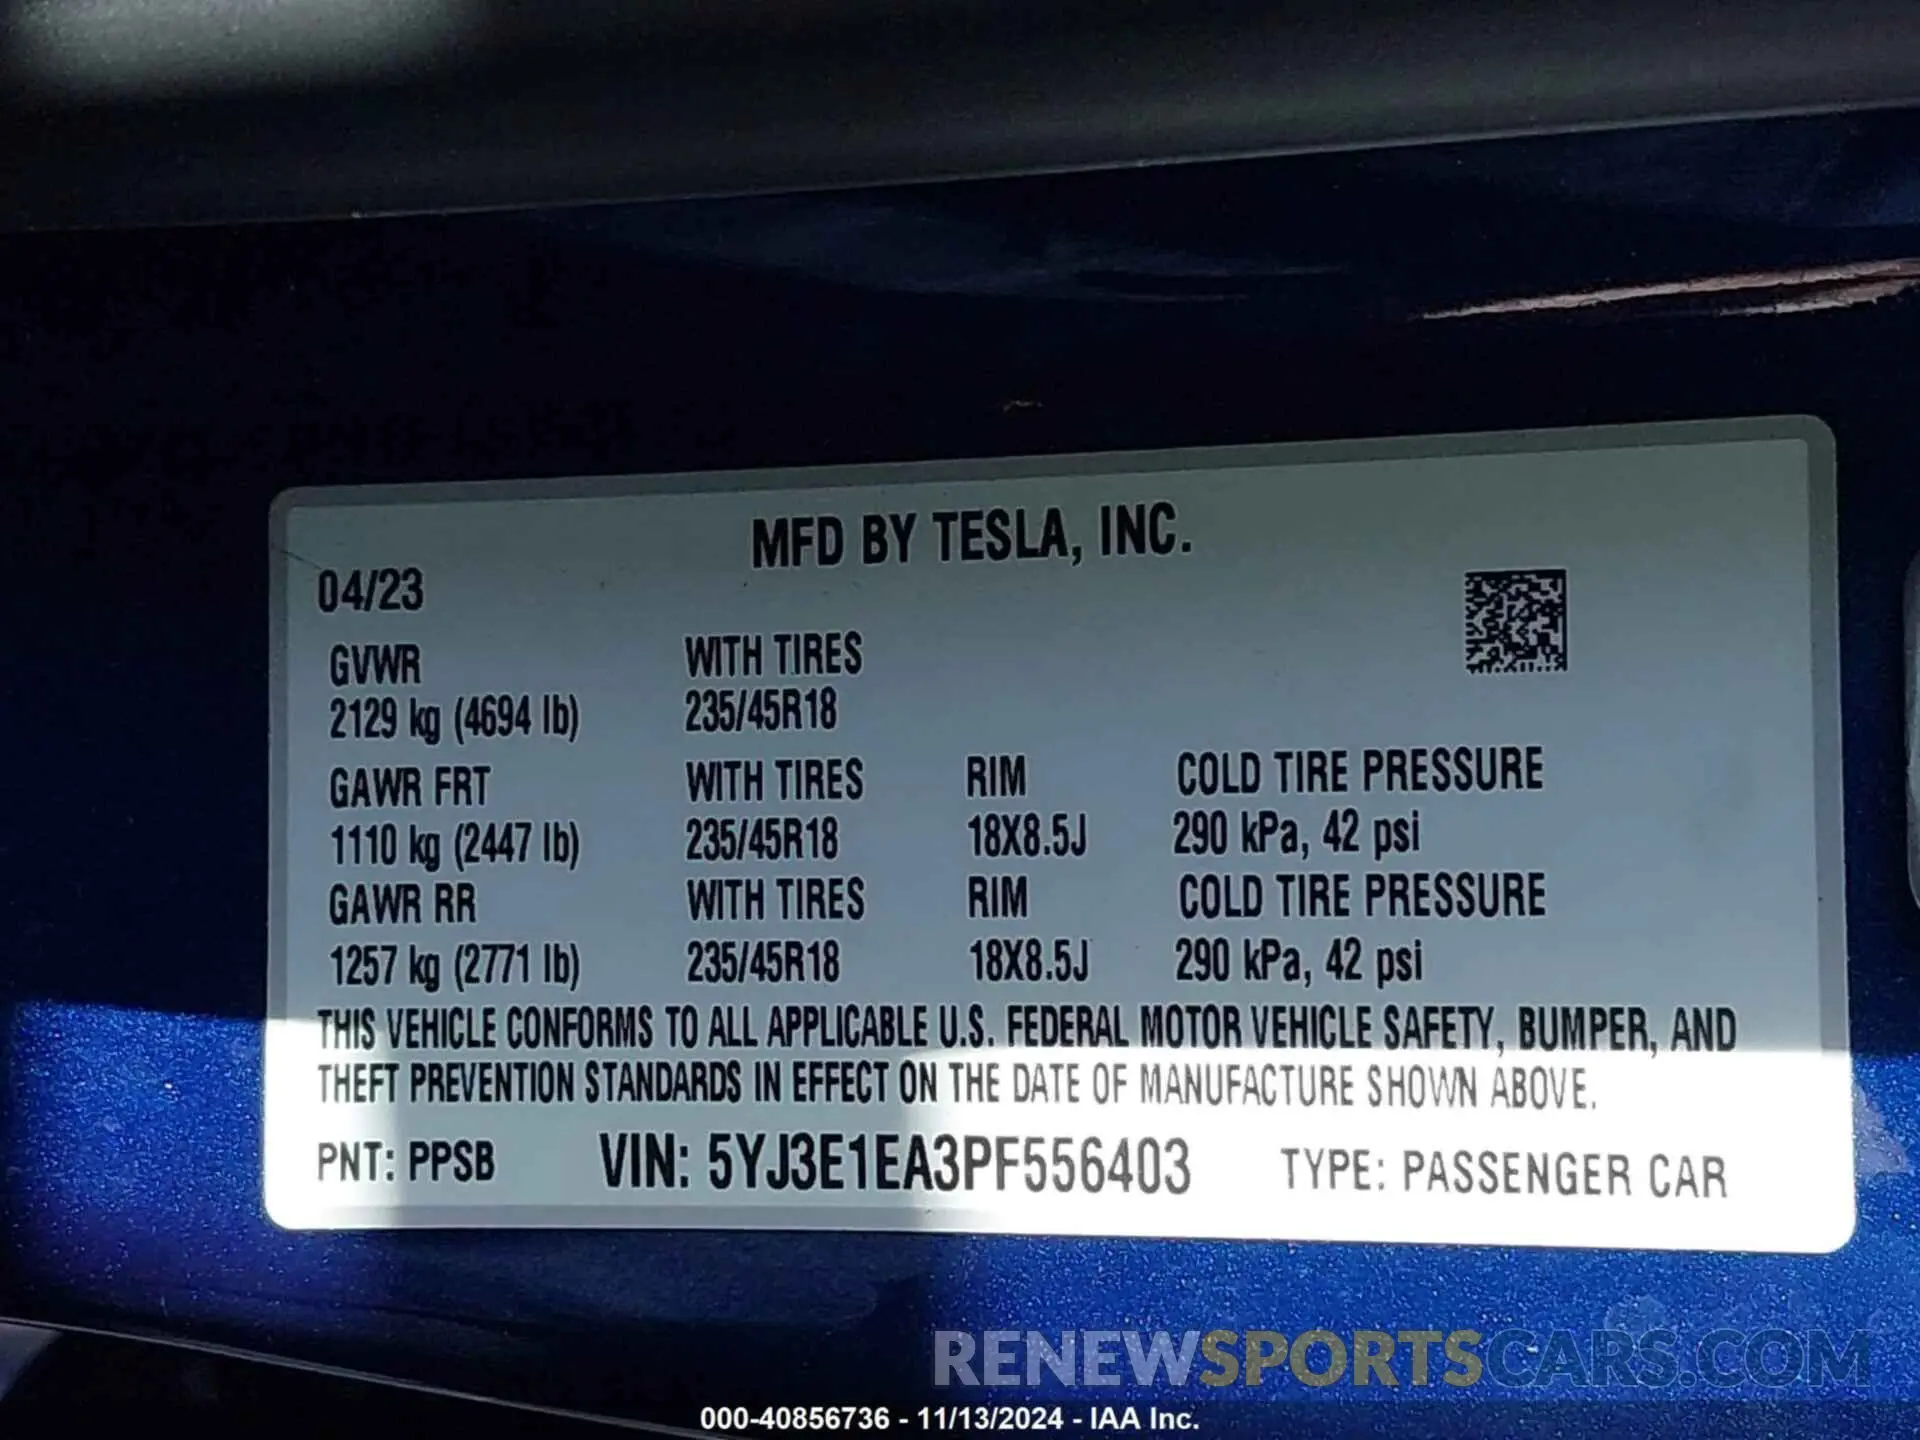 MFD BY TESLA, INC.
04/23
GVWR WITH TIRES
2129 kg (4694 lb) 235/45R18
GAWR FRT WITH TIRES RIM COLD TIRE PRESSURE
1110 kg (2447 lb) 235/45R18 18X8.5J 290 kPa, 42 psi
GAWR RR WITH TIRES RIM COLD TIRE PRESSURE
1257 kg (2771 lb) 235/45R18 18X8.5J 290 kPa, 42 psi
THIS VEHICLE CONFORMS TO ALL APPLICABLE U.S. FEDERAL MOTOR VEHICLE SAFETY, BUMPER, AND
THEFT PREVENTION STANDARDS IN EFFECT ON THE DATE OF MANUFACTURE SHOWN ABOVE.
PNT: PPSB VIN: 5YJ3E1EA3PF556403 TYPE: PASSENGER CAR
RENEWSPORTSCARS.COM
000-40856736 - 11/13/2024 - IAA Inc.